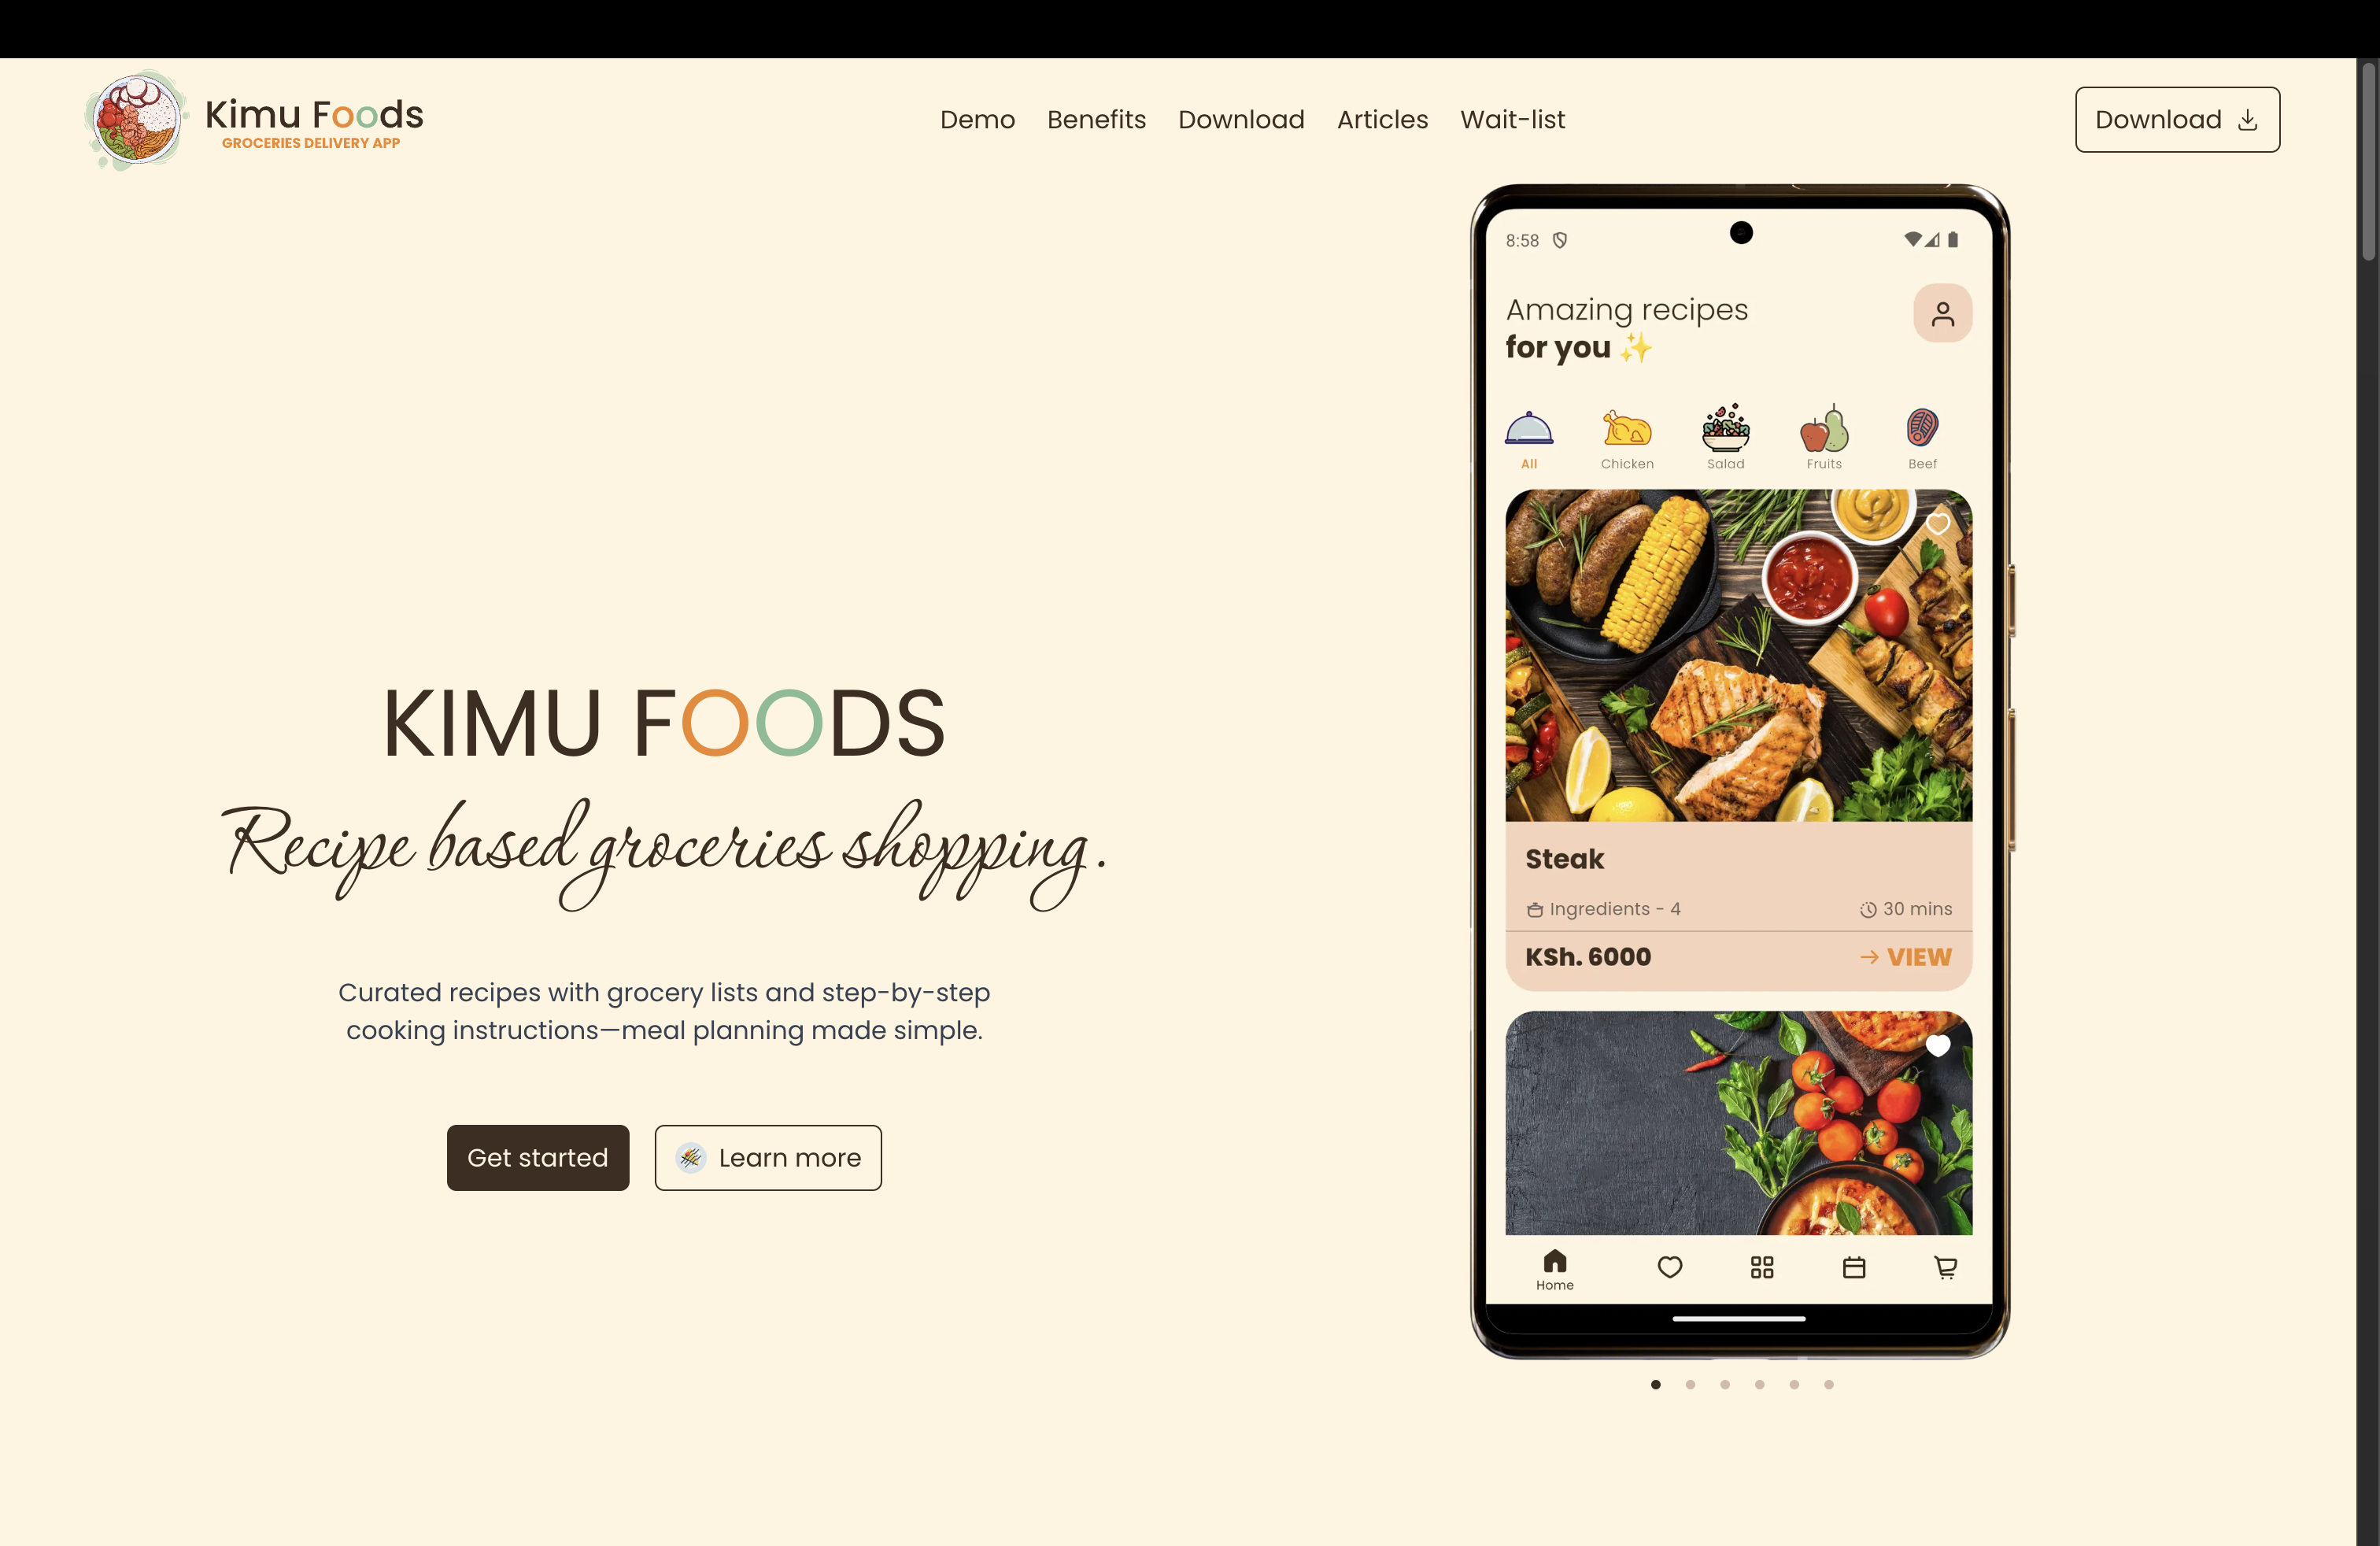 Kimu Foods
GROCERIES DELIVERY APP
Demo Benefits Download Articles Wait-list
Download
KIMU FOODS
Recipe based groceries shopping.
Curated recipes with grocery lists and step-by-step
cooking instructions—meal planning made simple.
Get started
Learn more
8:58
Amazing recipes
for you ✨
All Chicken Salad Fruits Beef
Steak
Ingredients - 4 30 mins
KSh. 6000 → VIEW
Home